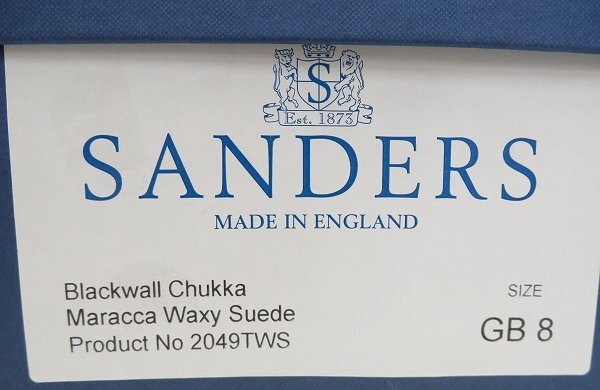 S
Est. 1873
SANDERS
MADE IN ENGLAND
Blackwall Chukka
Maracca Waxy Suede
Product No 2049TWS
SIZE
GB 8